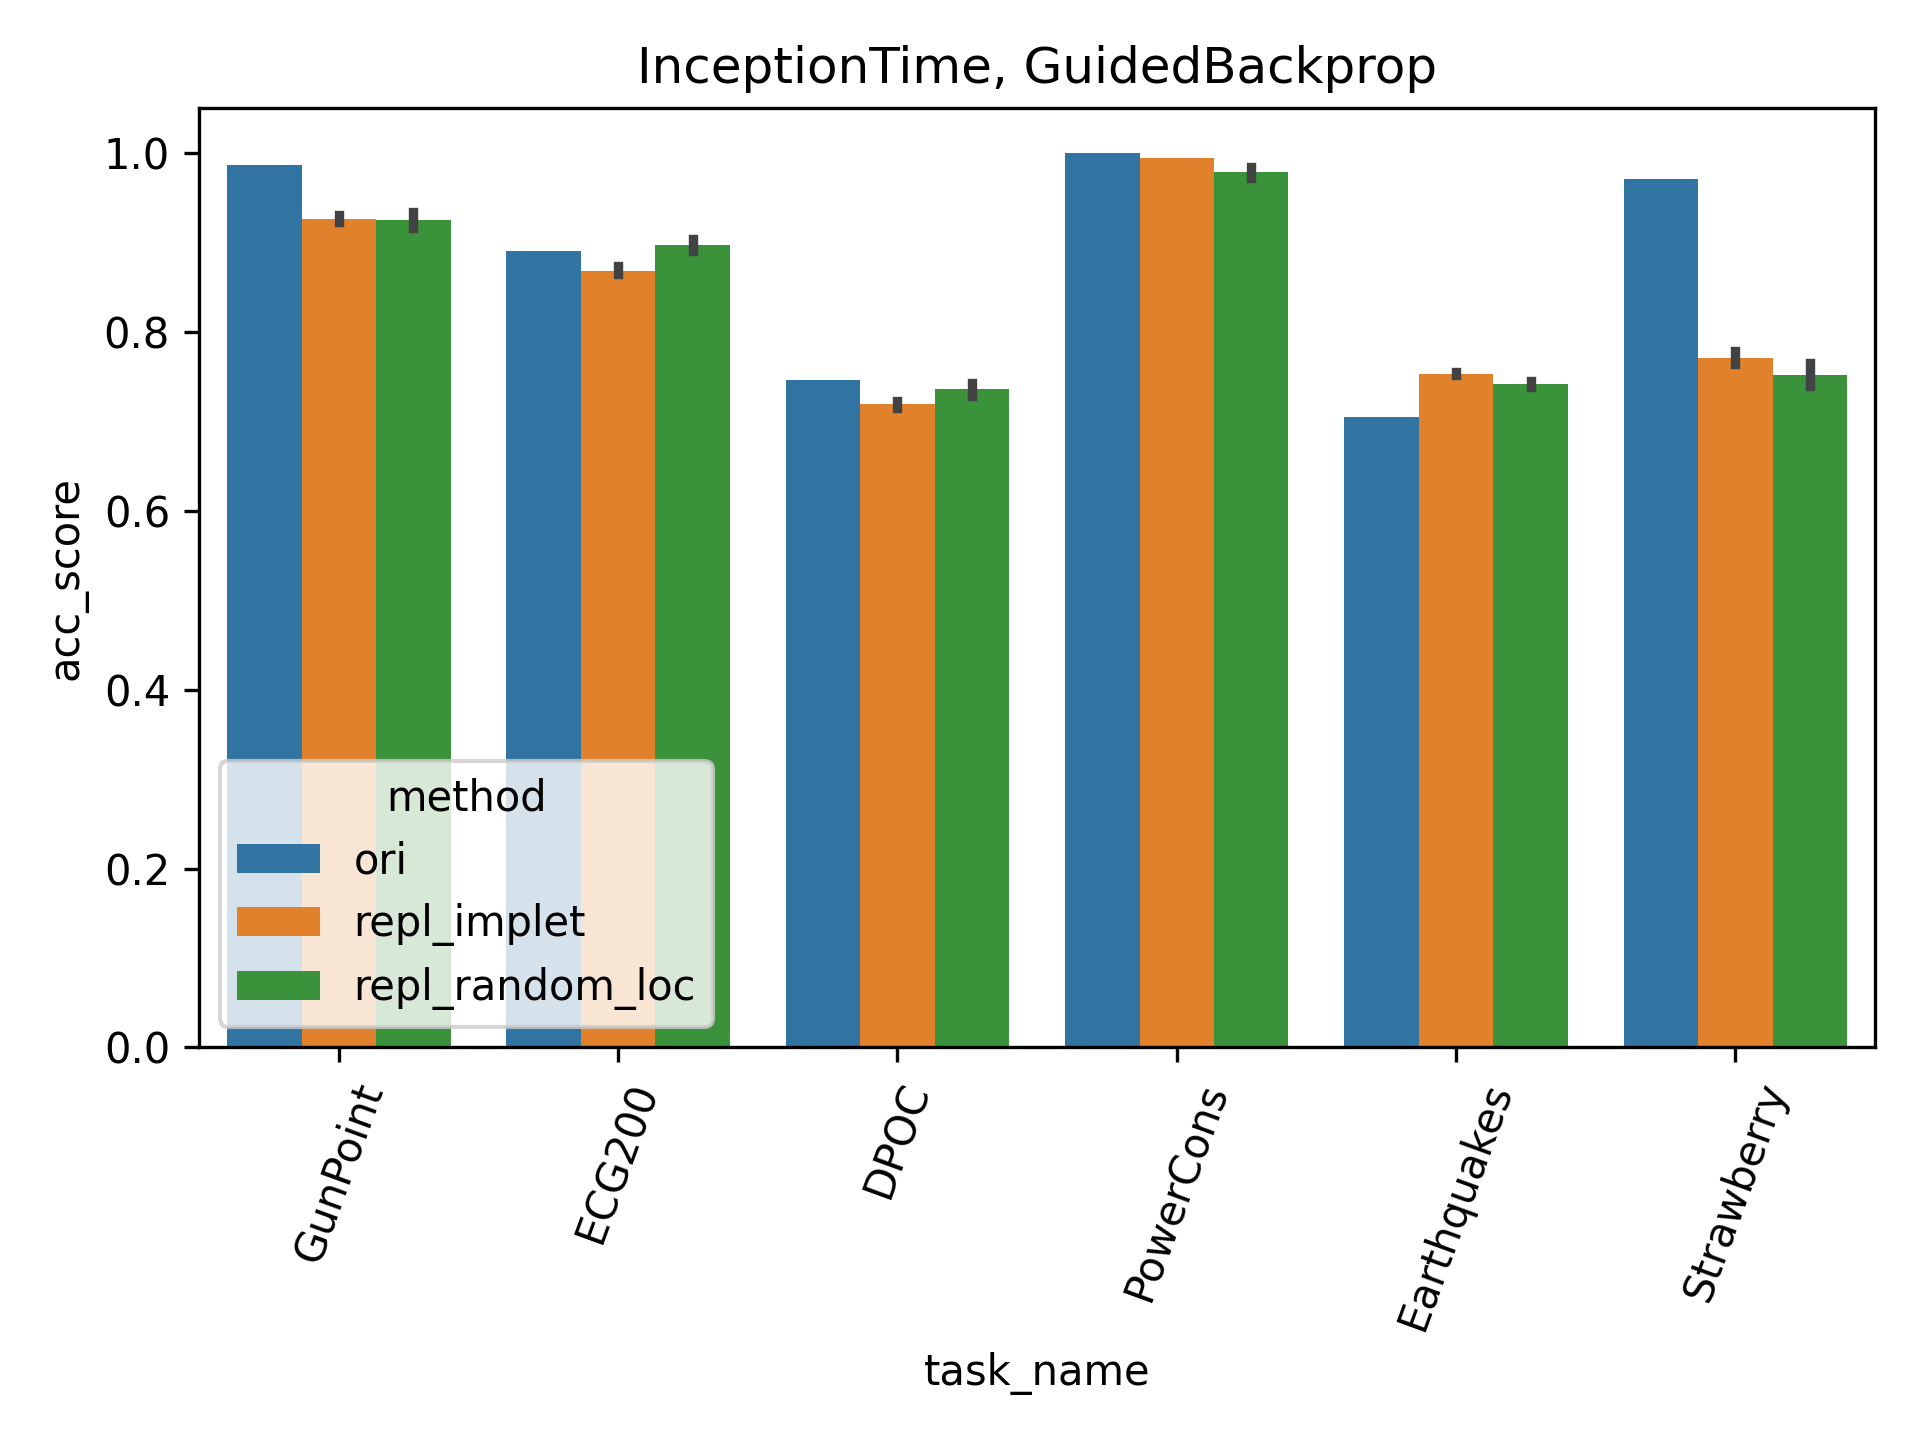 InceptionTime, GuidedBackprop
acc_score
1.0
0.8
0.6
0.4
0.2
0.0
method
ori
repl_implet
repl_random_loc
GunPoint
ECG200
DPOC
PowerCons
Earthquakes
Strawberry
task_name